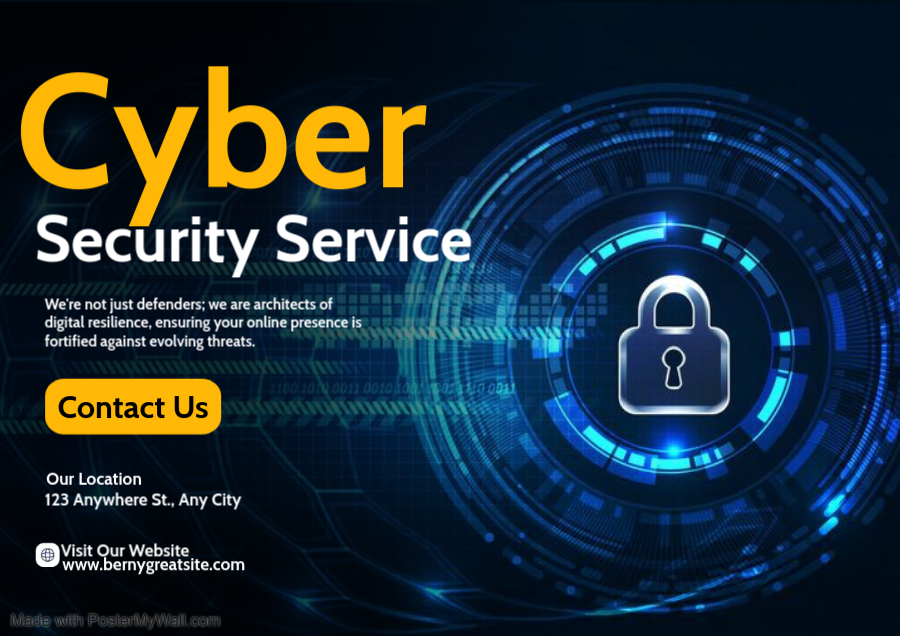 Cyber
Security Service
We're not just defenders; we are architects of
digital resilience, ensuring your online presence is
fortified against evolving threats.
Contact Us
Our Location
123 Anywhere St., Any City
Visit Our Website
www.bernygreatsite.com
Made with PosterMyWall.com